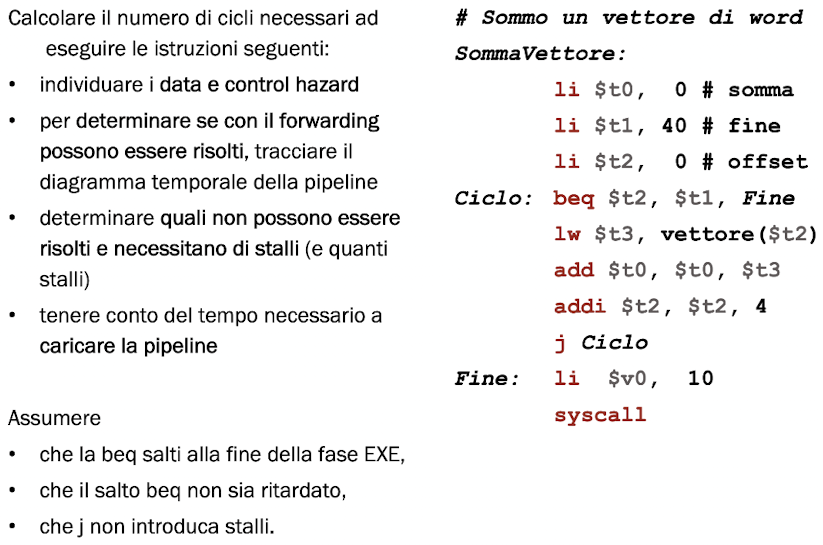 Calcolare il numero di cicli necessari ad
eseguire le istruzioni seguenti:
• individuare i data e control hazard
• per determinare se con il forwarding
possono essere risolti, tracciare il
diagramma temporale della pipeline
• determinare quali non possono essere
risolti e necessitano di stalli (e quanti
stalli)
• tenere conto del tempo necessario a
caricare la pipeline
Assumere
• che la beq salti alla fine della fase EXE,
• che il salto beq non sia ritardato,
• che j non introduca stalli.
# Sommo un vettore di word
SommaVettore:
li $t0, 0 # somma
li $t1, 40 # fine
li $t2, 0 # offset
Ciclo: beq $t2, $t1, Fine
lw $t3, vettore($t2)
add $t0, $t0, $t3
addi $t2, $t2, 4
j Ciclo
Fine: li $v0, 10
syscall